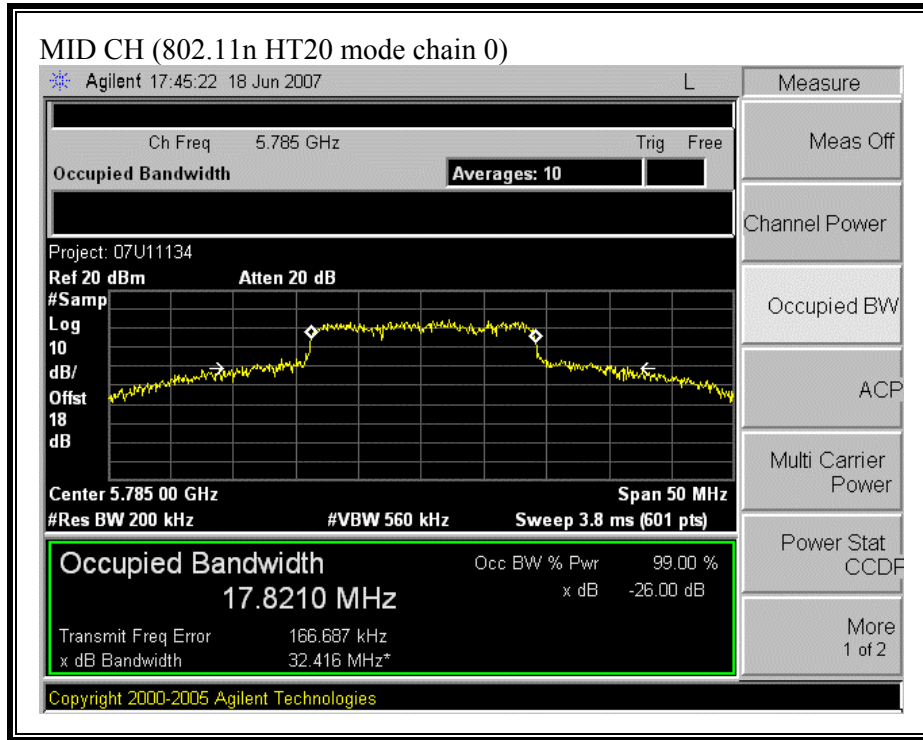 MID CH (802.11n HT20 mode chain 0)
Agilent 17:45:22 18 Jun 2007 L
Measure
Ch Freq 5.785 GHz Trig Free
Occupied Bandwidth Averages: 10
Meas Off
Channel Power
Project: 07U11134
Ref 20 dBm Atten 20 dB
#Samp
Log
10
dB/
Offst
18
dB
Occupied BW
ACP
Center 5.785 00 GHz Span 50 MHz
#Res BW 200 kHz #VBW 560 kHz Sweep 3.8 ms (601 pts)
Multi Carrier
Power
Occupied Bandwidth Occ BW % Pwr 99.00 %
17.8210 MHz x dB -26.00 dB
Transmit Freq Error 166.687 kHz
x dB Bandwidth 32.416 MHz*
Power Stat
CCDF
More
1 of 2
Copyright 2000-2005 Agilent Technologies